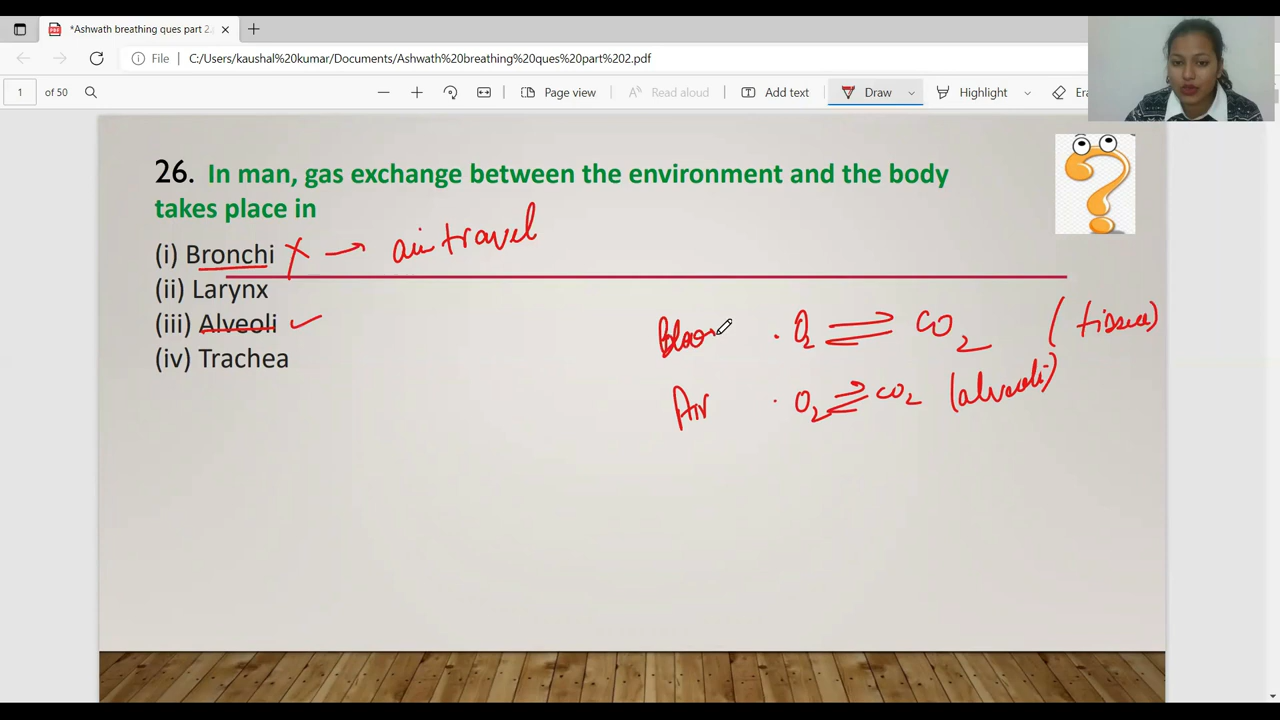 *Ashwath breathing ques part 2.p
File C:/Users/kaushal%20kumar/Documents/Ashwath%20breathing%20ques%20part%202.pdf
1 of 50 Page view Read aloud Add text Draw Highlight Era
26. In man, gas exchange between the environment and the body
takes place in
(i) Bronchi X → air travel
(ii) Larynx
(iii) Alveoli ✓
(iv) Trachea
· O2 ⇌ CO2 (tissue)
Air · O2 ⇌ CO2 (alveoli)